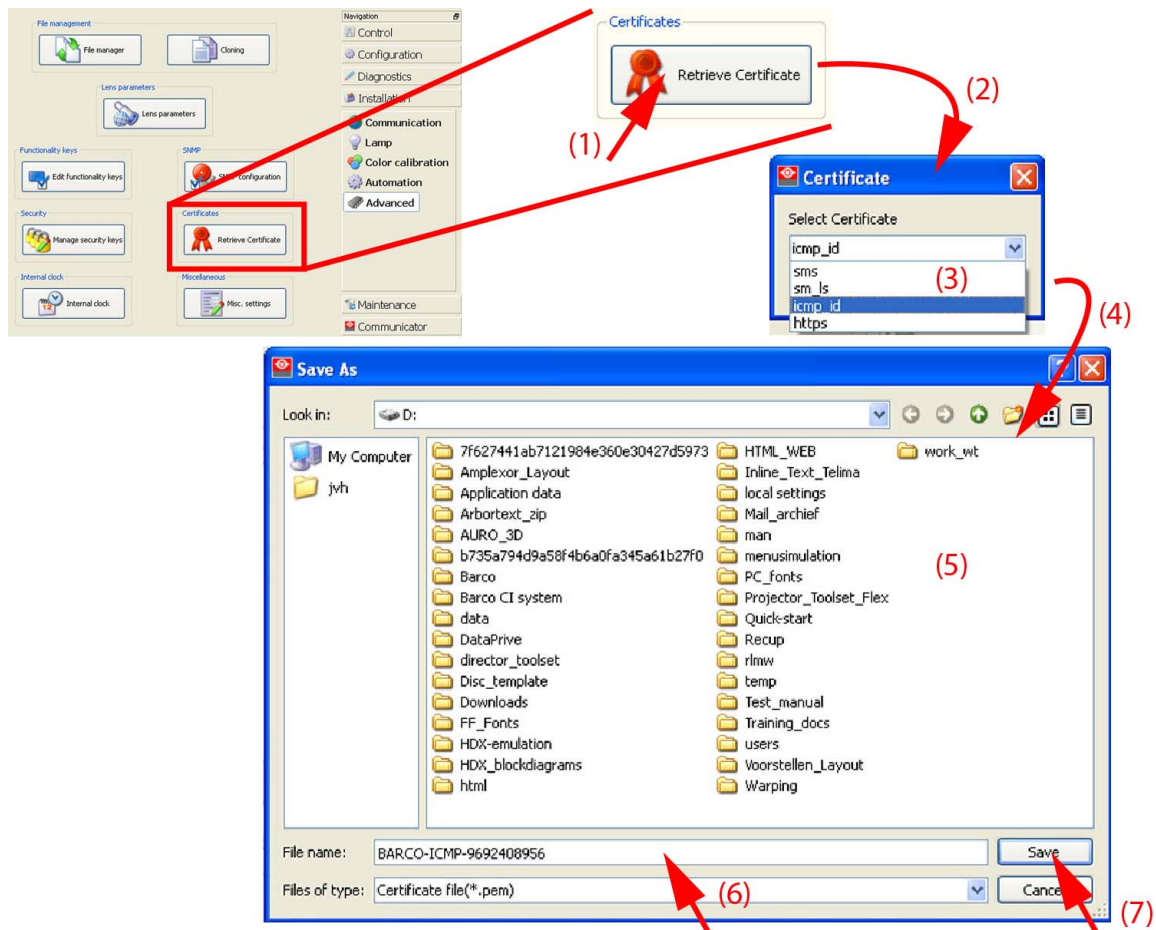 File management
File manager
Cloning
Lens parameters
Lens parameters
Functionality keys
Edit functionality keys
SNMP
SNMP configuration
Security
Manage security keys
Certificates
Retrieve Certificate
Internal clock
12
Internal clock
Miscellaneous
Misc. settings
Navigation
Control
Configuration
Diagnostics
Installation
Communication
Lamp
Color calibration
Automation
Advanced
Maintenance
Communicator
Certificates
Retrieve Certificate
(1)
(2)
Certificate
Select Certificate
icmp_id
sms
sm_ls
icmp_id
https
(3)
(4)
Save As
Look in:
D:
My Computer
jvh
7f627441ab7121984e360e30427d5973
Amplexor_Layout
Application data
Arbortext_zip
AURO_3D
b735a794d9a58f4b6a0fa345a61b27f0
Barco
Barco CI system
data
DataPrive
director_toolset
Disc_template
Downloads
FF_Fonts
HDX-emulation
HDX_blockdiagrams
html
HTML_WEB
Inline_Text_Telima
local settings
Mail_archief
man
menusimulation
PC_fonts
Projector_Toolset_Flex
Quick-start
Recup
rlmw
temp
Test_manual
Training_docs
users
Voorstellen_Layout
Warping
work_wt
(5)
File name:
BARCO-ICMP-9692408956
Save
Files of type:
Certificate file(*.pem)
Cancel
(6)
(7)